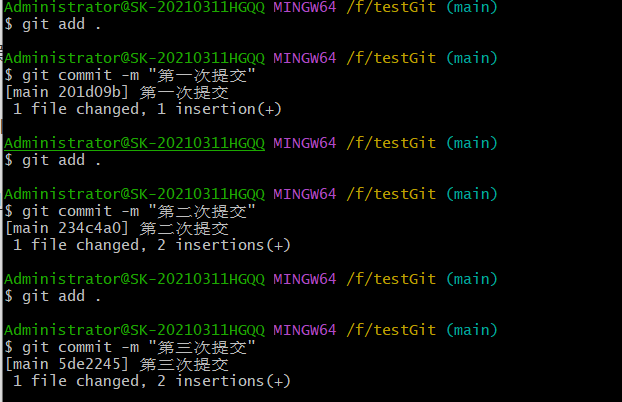 Administrator@SK-20210311HGQQ MINGW64 /f/testGit (main)
$ git add .
Administrator@SK-20210311HGQQ MINGW64 /f/testGit (main)
$ git commit -m "第一次提交"
[main 201d09b] 第一次提交
1 file changed, 1 insertion(+)
Administrator@SK-20210311HGQQ MINGW64 /f/testGit (main)
$ git add .
Administrator@SK-20210311HGQQ MINGW64 /f/testGit (main)
$ git commit -m "第二次提交"
[main 234c4a0] 第二次提交
1 file changed, 2 insertions(+)
Administrator@SK-20210311HGQQ MINGW64 /f/testGit (main)
$ git add .
Administrator@SK-20210311HGQQ MINGW64 /f/testGit (main)
$ git commit -m "第三次提交"
[main 5de2245] 第三次提交
1 file changed, 2 insertions(+)